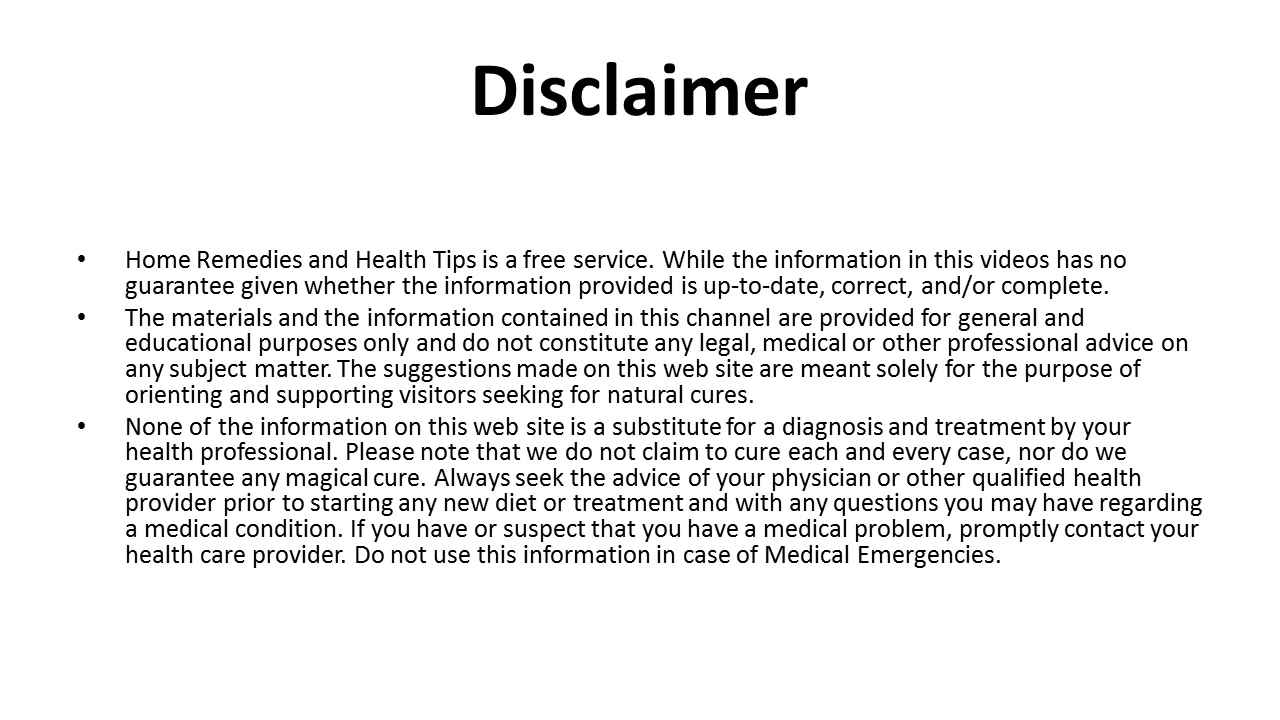 Disclaimer
• Home Remedies and Health Tips is a free service. While the information in this videos has no
guarantee given whether the information provided is up-to-date, correct, and/or complete.
• The materials and the information contained in this channel are provided for general and
educational purposes only and do not constitute any legal, medical or other professional advice on
any subject matter. The suggestions made on this web site are meant solely for the purpose of
orienting and supporting visitors seeking for natural cures.
• None of the information on this web site is a substitute for a diagnosis and treatment by your
health professional. Please note that we do not claim to cure each and every case, nor do we
guarantee any magical cure. Always seek the advice of your physician or other qualified health
provider prior to starting any new diet or treatment and with any questions you may have regarding
a medical condition. If you have or suspect that you have a medical problem, promptly contact your
health care provider. Do not use this information in case of Medical Emergencies.